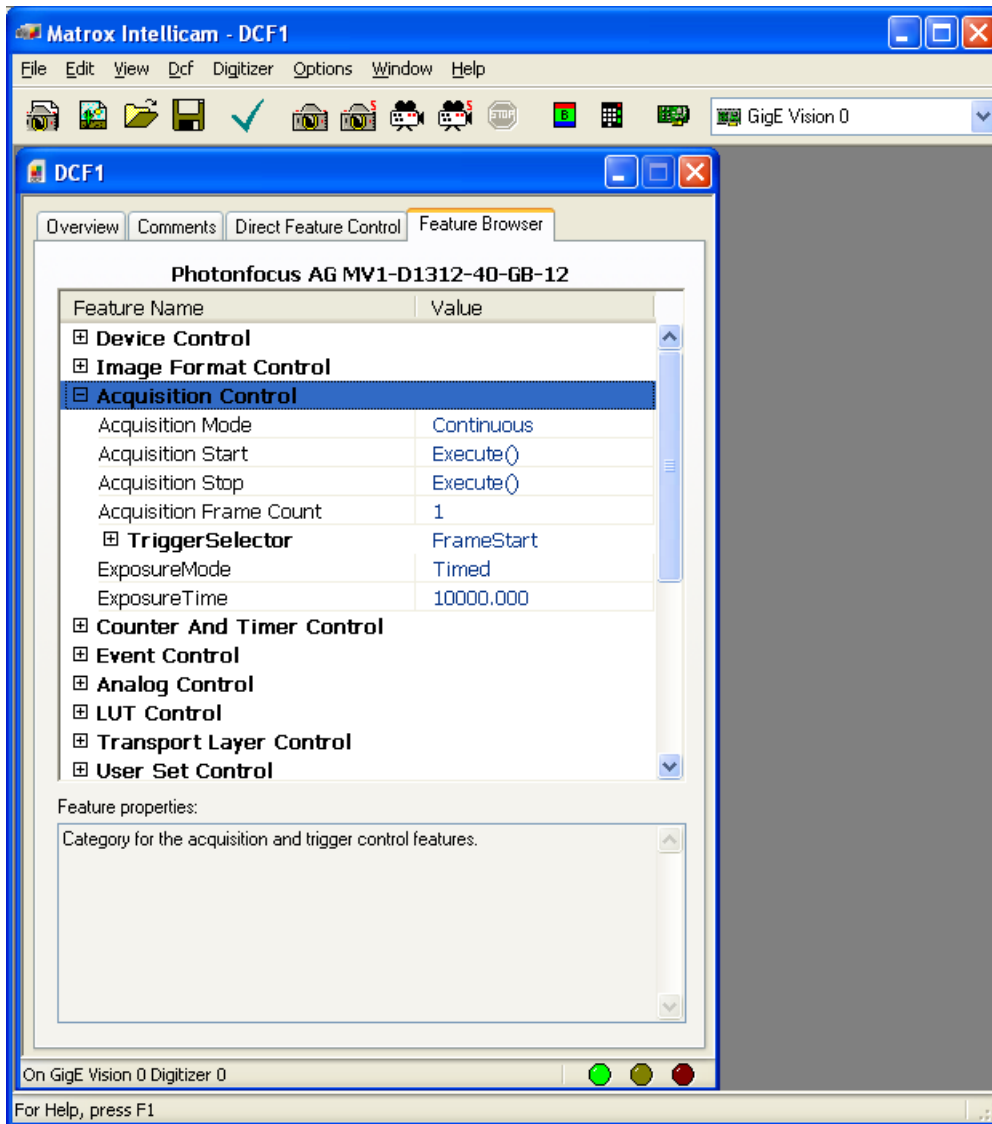 Matrox Intellicam - DCF1
File Edit View Dcf Digitizer Options Window Help
S S STOP B GigE Vision 0
DCF1
Overview Comments Direct Feature Control Feature Browser
Photonfocus AG MV1-D1312-40-GB-12
Feature Name Value
Device Control
Image Format Control
Acquisition Control
Acquisition Mode Continuous
Acquisition Start Execute()
Acquisition Stop Execute()
Acquisition Frame Count 1
TriggerSelector FrameStart
ExposureMode Timed
ExposureTime 10000.000
Counter And Timer Control
Event Control
Analog Control
LUT Control
Transport Layer Control
User Set Control
Feature properties:
Category for the acquisition and trigger control features.
On GigE Vision 0 Digitizer 0
For Help, press F1